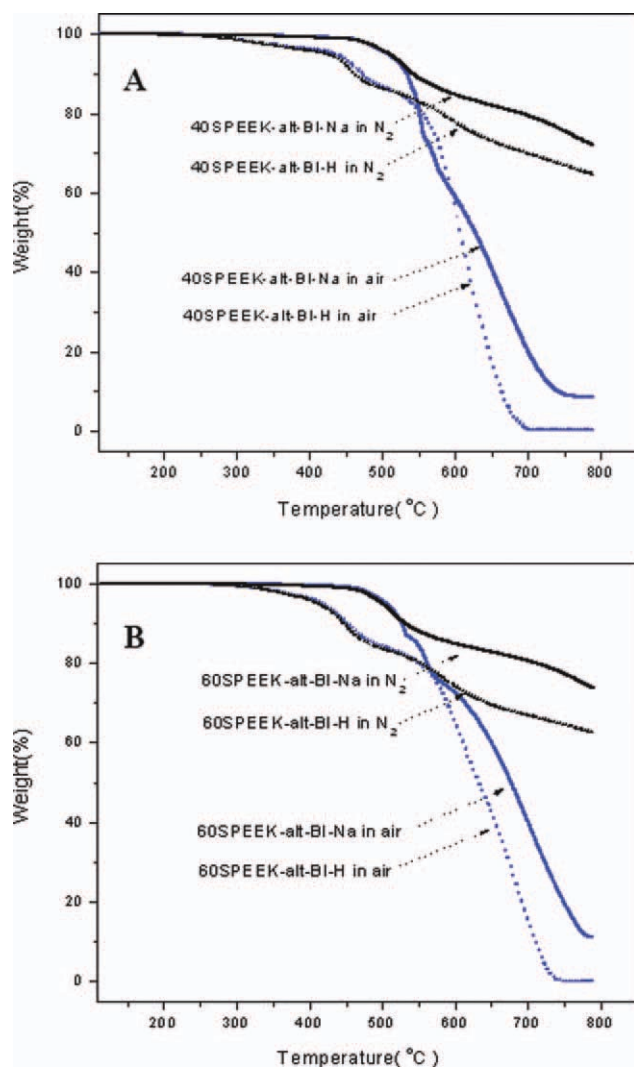 100
80
60
40
20
0
Weight(%)
A
40SPEEK-alt-BI-Na in N2
40SPEEK-alt-BI-H in N2
40SPEEK-alt-BI-Na in air
40SPEEK-alt-BI-H in air
200 300 400 500 600 700 800
Temperature(°C)
100
80
60
40
20
0
Weight(%)
B
60SPEEK-alt-BI-Na in N2
60SPEEK-alt-BI-H in N2
60SPEEK-alt-BI-Na in air
60SPEEK-alt-BI-H in air
200 300 400 500 600 700 800
Temperature(°C)